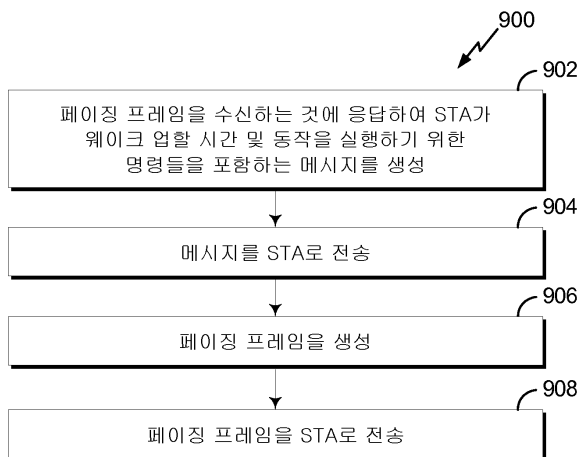 900
902
페이징 프레임을 수신하는 것에 응답하여 STA가
웨이크 업할 시간 및 동작을 실행하기 위한
명령들을 포함하는 메시지를 생성
904
메시지를 STA로 전송
906
페이징 프레임을 생성
908
페이징 프레임을 STA로 전송